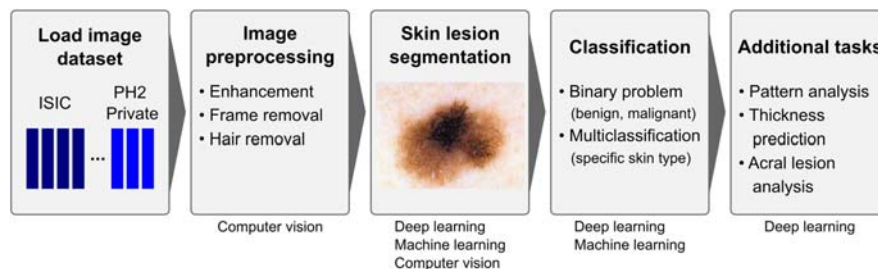 Load image
dataset
ISIC
PH2
Private
...
Image
preprocessing
• Enhancement
• Frame removal
• Hair removal
Computer vision
Skin lesion
segmentation
Deep learning
Machine learning
Computer vision
Classification
• Binary problem
(benign, malignant)
• Multiclassification
(specific skin type)
Deep learning
Machine learning
Additional tasks
• Pattern analysis
• Thickness
prediction
• Acral lesion
analysis
Deep learning